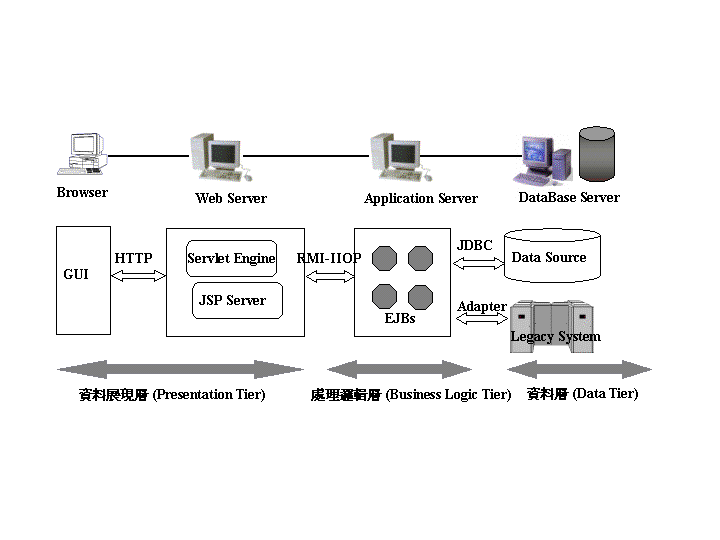 Browser
Web Server
Application Server
DataBase Server
GUI
HTTP
Servlet Engine
JSP Server
RMI-IIOP
EJBs
JDBC
Data Source
Adapter
Legacy System
資料展現層 (Presentation Tier)
處理邏輯層 (Business Logic Tier)
資料層 (Data Tier)